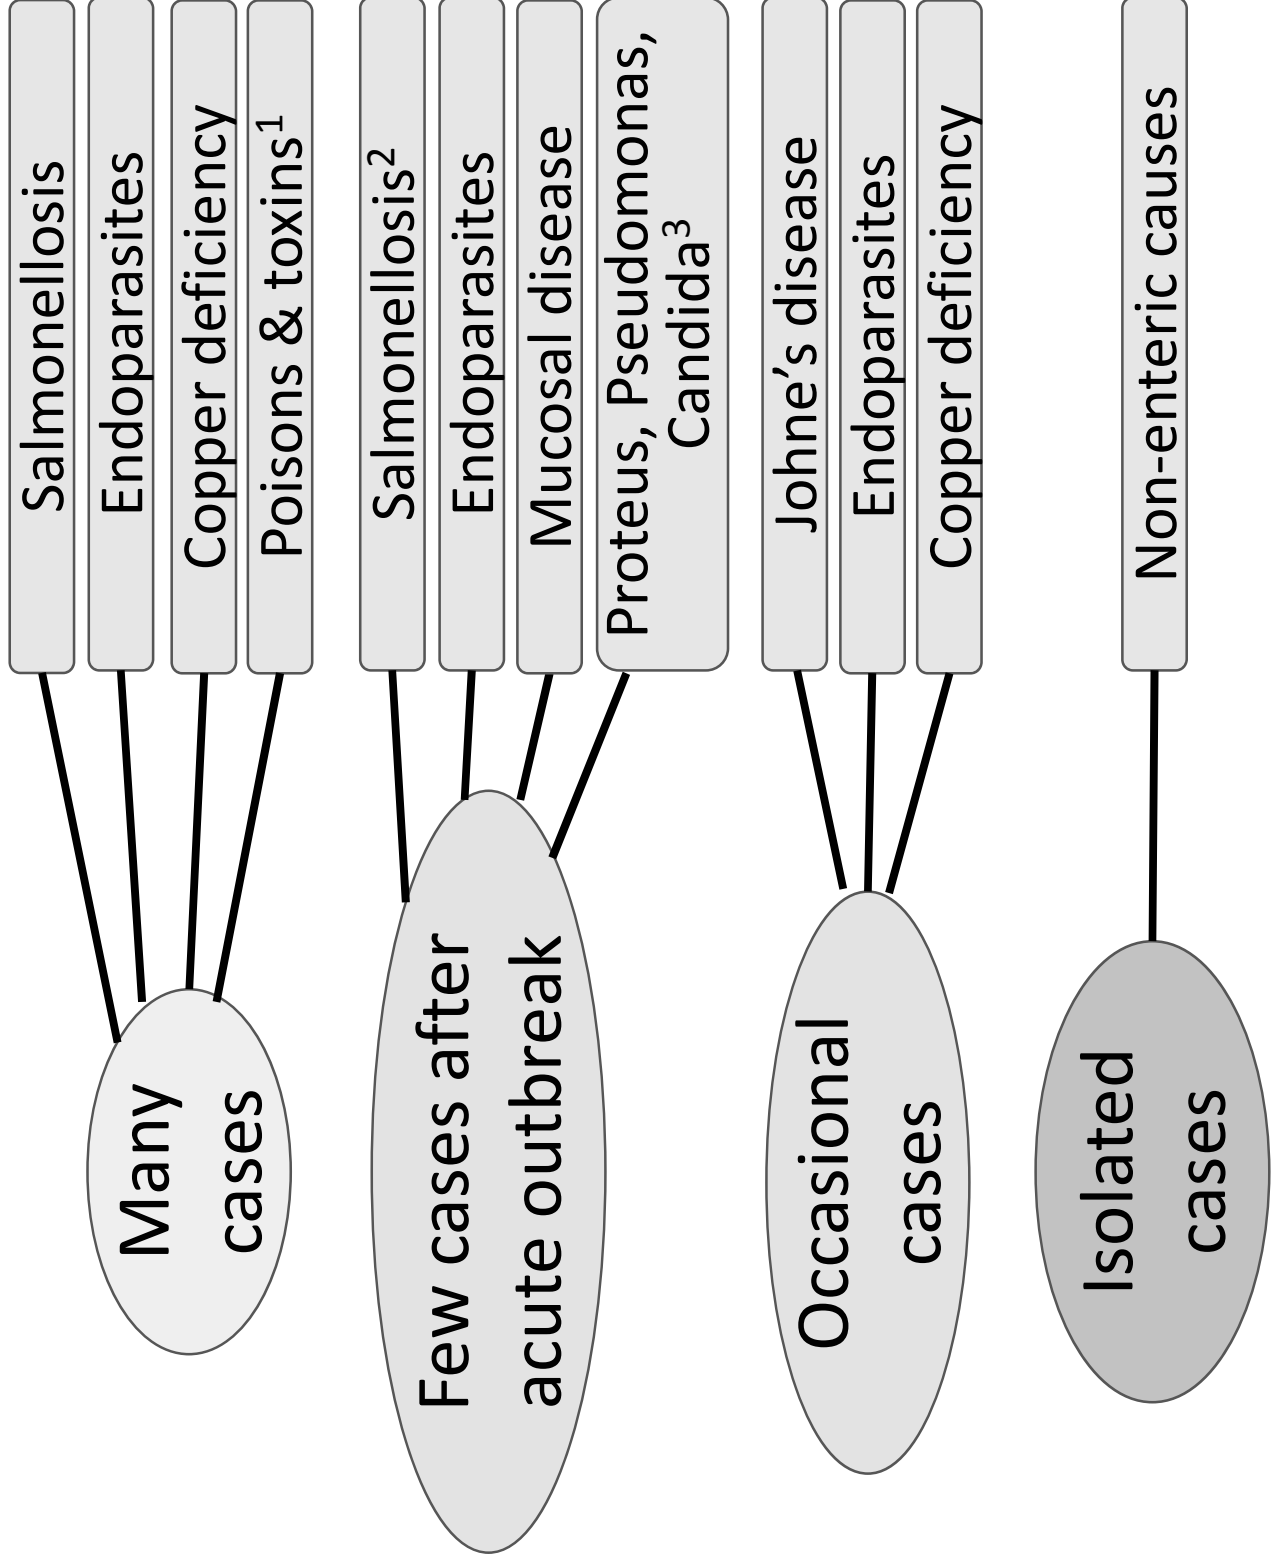 Many
cases
Salmonellosis
Endoparasites
Copper deficiency
Poisons & toxins¹
Few cases after
acute outbreak
Salmonellosis²
Endoparasites
Mucosal disease
Proteus, Pseudomonas,
Candida³
Occasional
cases
Johne’s disease
Endoparasites
Copper deficiency
Isolated
cases
Non-enteric causes